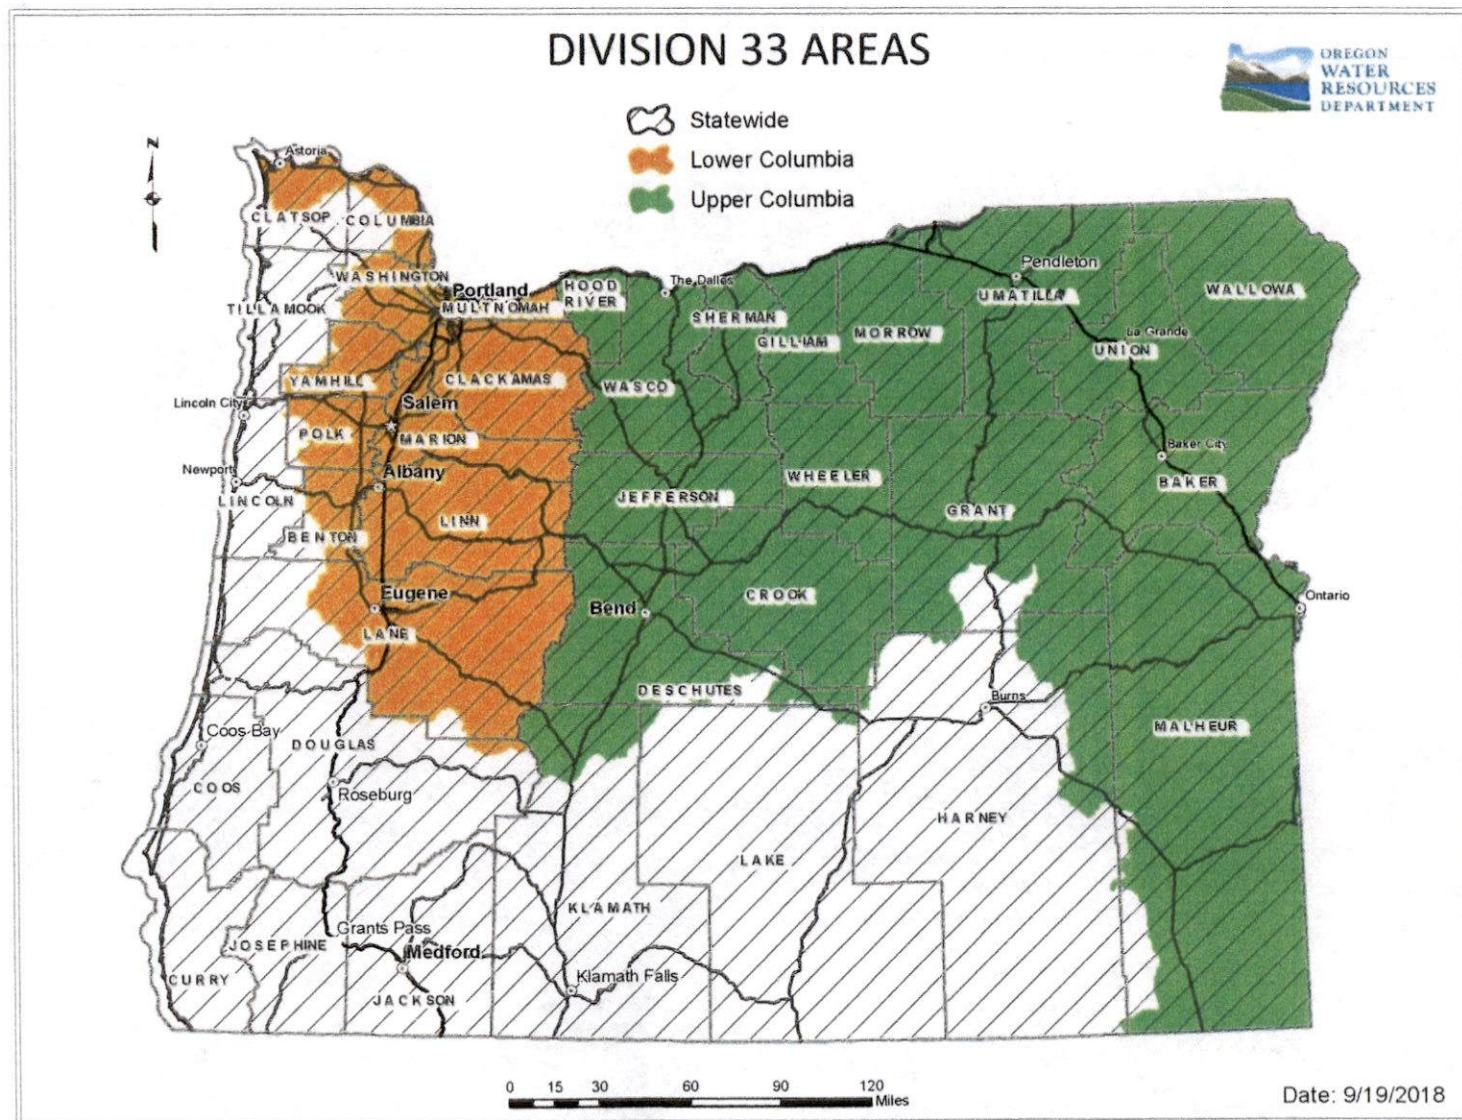 DIVISION 33 AREAS
OREGON
WATER
RESOURCES
DEPARTMENT
Statewide
Lower Columbia
Upper Columbia
N
Astoria
CLATSOP
COLUMBIA
WASHINGTON
Portland
MULTNOMAH
HOOD
RIVER
The Dalles
Pendleton
UMATILLA
WALLOWA
TILLAMOOK
SHERMAN
GILLIAM
MORROW
La Grande
UNION
YAMHILL
CLACKAMAS
WASCO
Lincoln City
Salem
POLK
MARION
Baker City
Newport
Albany
WHEELER
BAKER
LINCOLN
JEFFERSON
LINN
GRANT
BENTON
Eugene
Bend
CROOK
Ontario
LANE
DESCHUTES
Burns
MALHEUR
Coos Bay
DOUGLAS
COOS
Roseburg
HARNEY
LAKE
KLAMATH
Grants Pass
JOSEPHINE
Medford
CURRY
Klamath Falls
JACKSON
0 15 30 60 90 120
Miles
Date: 9/19/2018